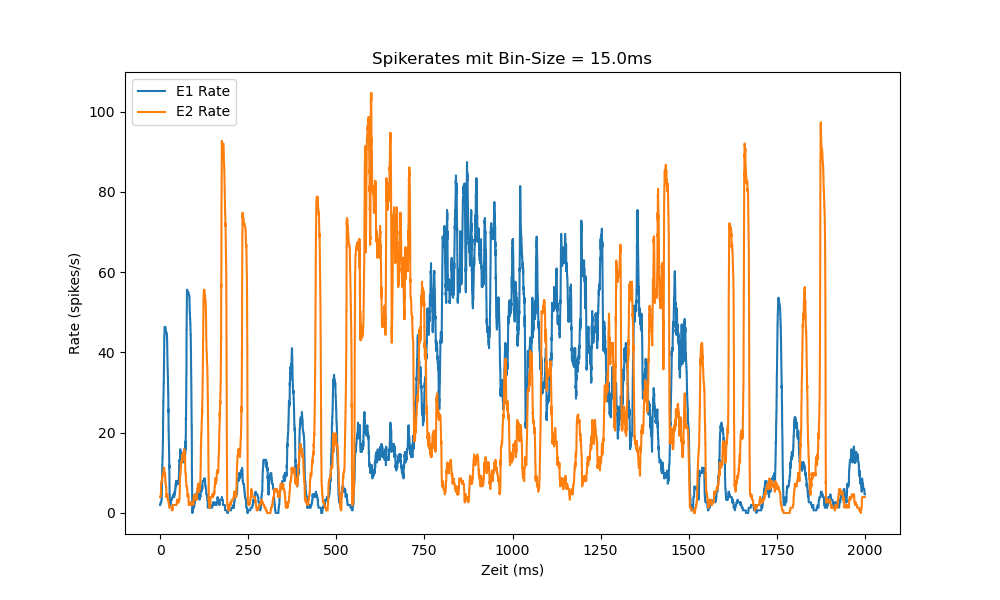 Spikerates mit Bin-Size = 15.0ms
E1 Rate
E2 Rate
100
80
60
40
20
0
Rate (spikes/s)
0 250 500 750 1000 1250 1500 1750 2000
Zeit (ms)